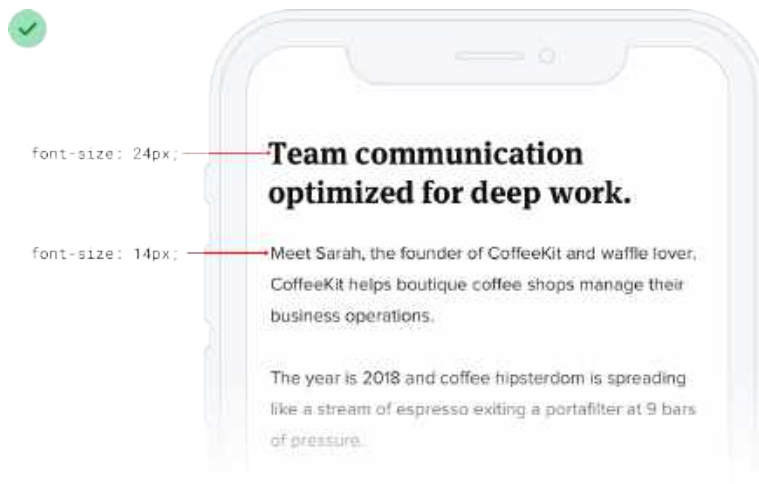 font-size: 24px;
Team communication
optimized for deep work.
font-size: 14px;
Meet Sarah, the founder of CoffeeKit and waffle lover.
CoffeeKit helps boutique coffee shops manage their
business operations.
The year is 2018 and coffee hipsterdom is spreading
like a stream of espresso exiting a portafilter at 9 bars
of pressure.